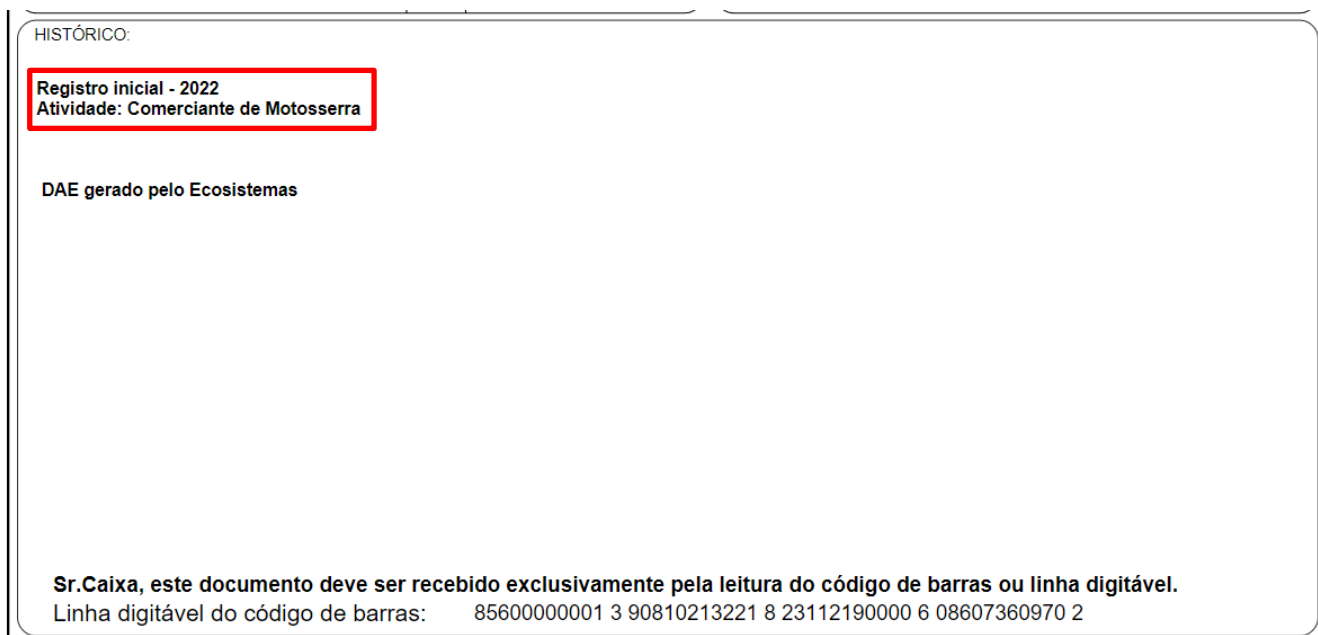 HISTÓRICO:
Registro inicial - 2022
Atividade: Comerciante de Motosserra
DAE gerado pelo Ecosistemas
Sr.Caixa, este documento deve ser recebido exclusivamente pela leitura do código de barras ou linha digitável.
Linha digitável do código de barras: 85600000001 3 90810213221 8 23112190000 6 08607360970 2